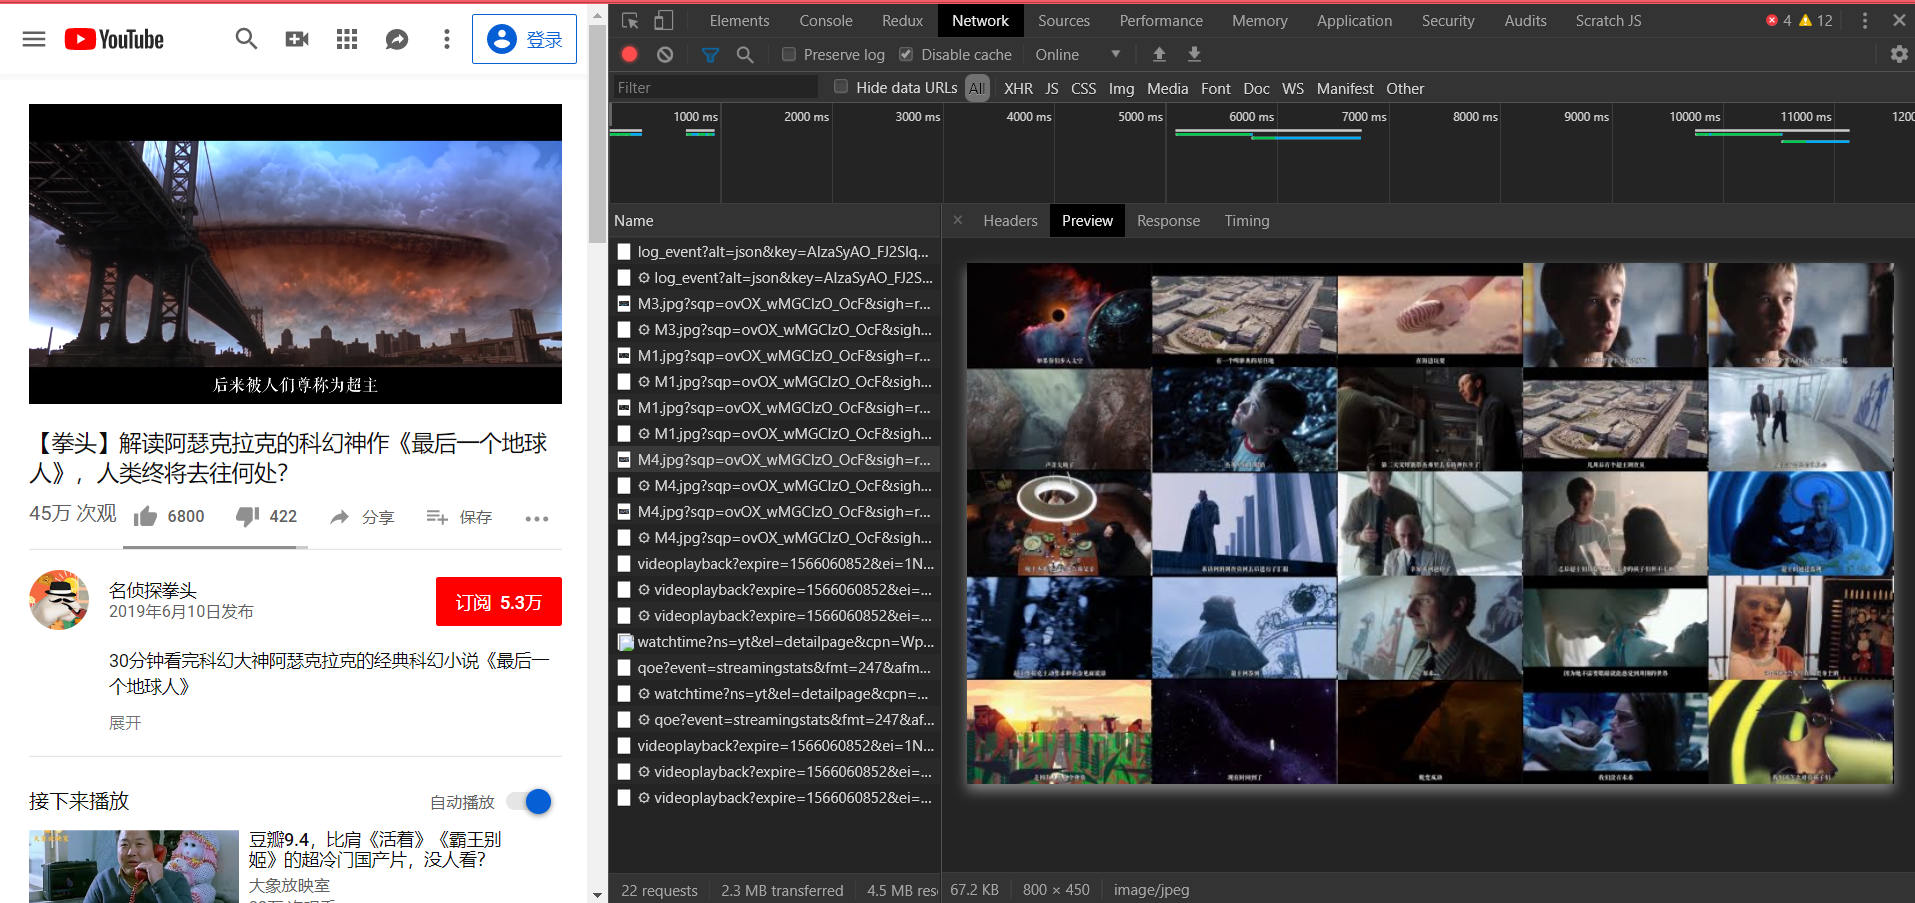 YouTube
登录
后来被人们尊称为超主
【拳头】解读阿瑟克拉克的科幻神作《最后一个地球
人》，人类终将去往何处？
45万 次观
6800
422
分享
保存
名侦探拳头
2019年6月10日发布
订阅 5.3万
30分钟看完科幻大神阿瑟克拉克的经典科幻小说《最后一
个地球人》
展开
接下来播放
自动播放
豆瓣9.4，比肩《活着》《霸王别
姬》的超冷门国产片，没人看？
大象放映室
Elements Console Redux Network Sources Performance Memory Application Security Audits Scratch JS 4 12
Preserve log Disable cache Online
Filter Hide data URLs All XHR JS CSS Img Media Font Doc WS Manifest Other
1000 ms 2000 ms 3000 ms 4000 ms 5000 ms 6000 ms 7000 ms 8000 ms 9000 ms 10000 ms 11000 ms 1200
Name
Headers Preview Response Timing
log_event?alt=json&key=AIzaSyAO_FJ2Slq...
log_event?alt=json&key=AIzaSyAO_FJ2S...
M3.jpg?sqp=ovOX_wMGCIzO_OcF&sigh=r...
M3.jpg?sqp=ovOX_wMGCIzO_OcF&sigh...
M1.jpg?sqp=ovOX_wMGCIzO_OcF&sigh=r...
M1.jpg?sqp=ovOX_wMGCIzO_OcF&sigh...
M1.jpg?sqp=ovOX_wMGCIzO_OcF&sigh=r...
M1.jpg?sqp=ovOX_wMGCIzO_OcF&sigh...
M4.jpg?sqp=ovOX_wMGCIzO_OcF&sigh=r...
M4.jpg?sqp=ovOX_wMGCIzO_OcF&sigh...
M4.jpg?sqp=ovOX_wMGCIzO_OcF&sigh=r...
M4.jpg?sqp=ovOX_wMGCIzO_OcF&sigh...
videoplayback?expire=1566060852&ei=1N...
videoplayback?expire=1566060852&ei=...
videoplayback?expire=1566060852&ei=...
watchtime?ns=yt&el=detailpage&cpn=Wp...
qoe?event=streamingstats&fmt=247&afm...
watchtime?ns=yt&el=detailpage&cpn=...
qoe?event=streamingstats&fmt=247&af...
videoplayback?expire=1566060852&ei=1N...
videoplayback?expire=1566060852&ei=...
videoplayback?expire=1566060852&ei=...
22 requests 2.3 MB transferred 4.5 MB res
67.2 KB 800 × 450 image/jpeg